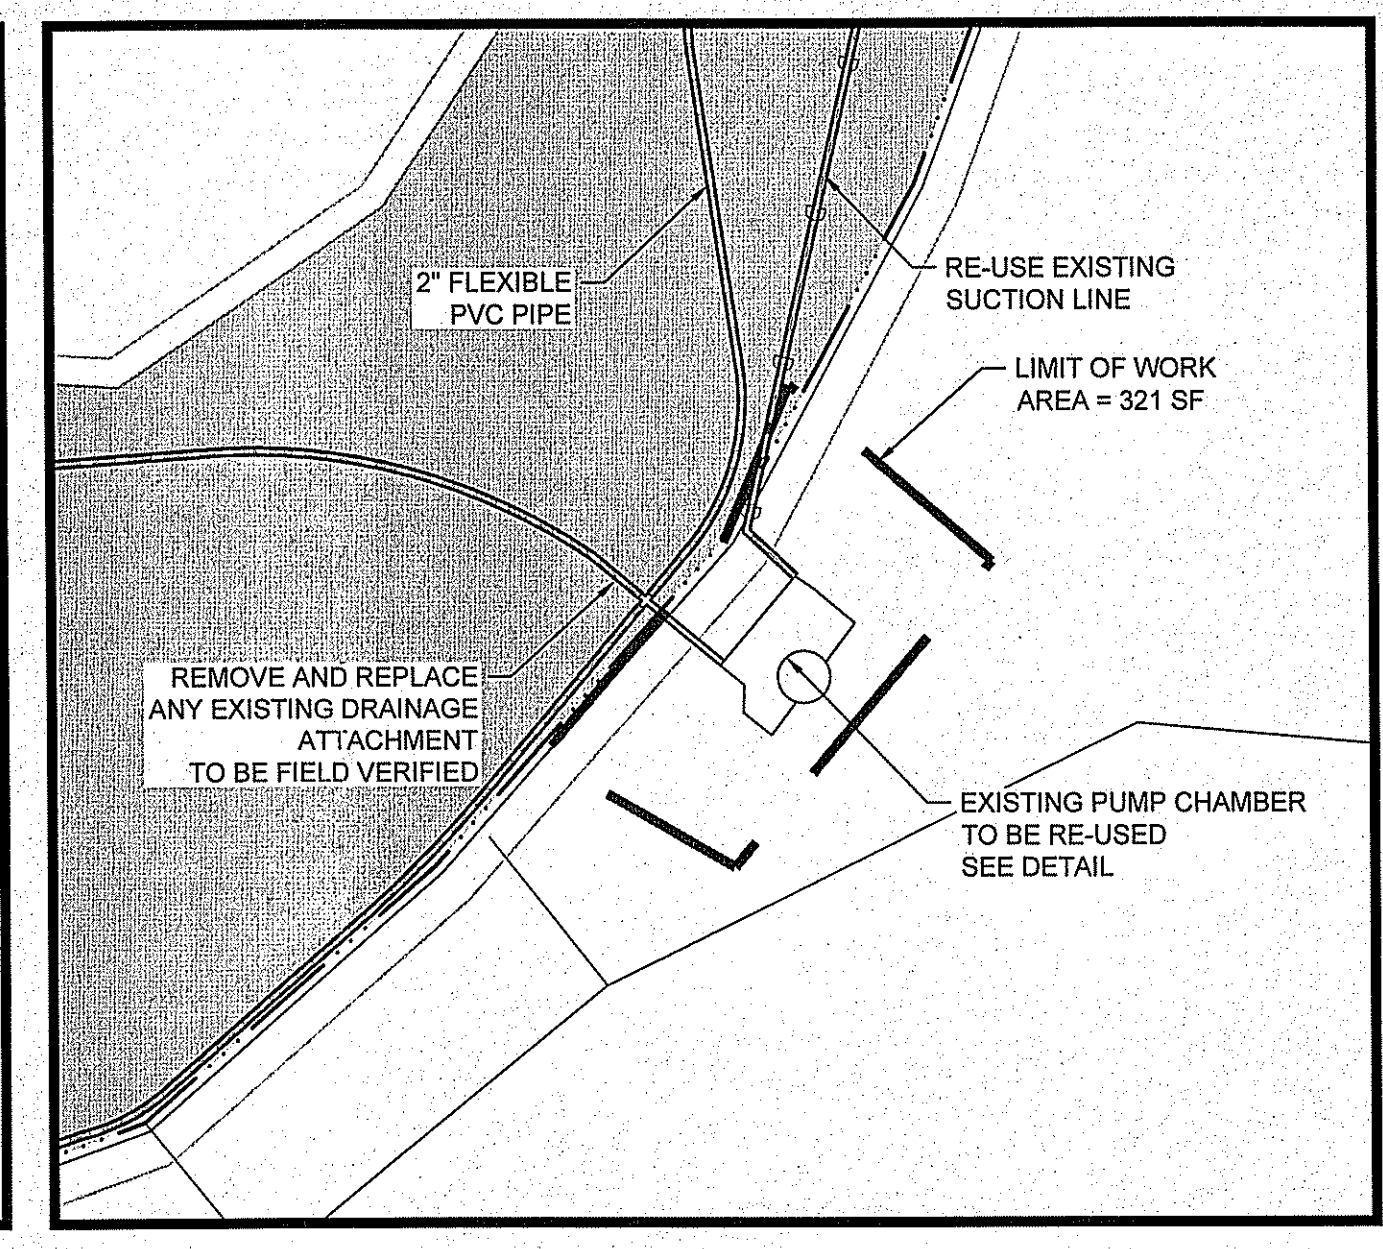 2" FLEXIBLE
PVC PIPE
RE-USE EXISTING
SUCTION LINE
LIMIT OF WORK
AREA = 321 SF
REMOVE AND REPLACE
ANY EXISTING DRAINAGE
ATTACHMENT
TO BE FIELD VERIFIED
EXISTING PUMP CHAMBER
TO BE RE-USED
SEE DETAIL